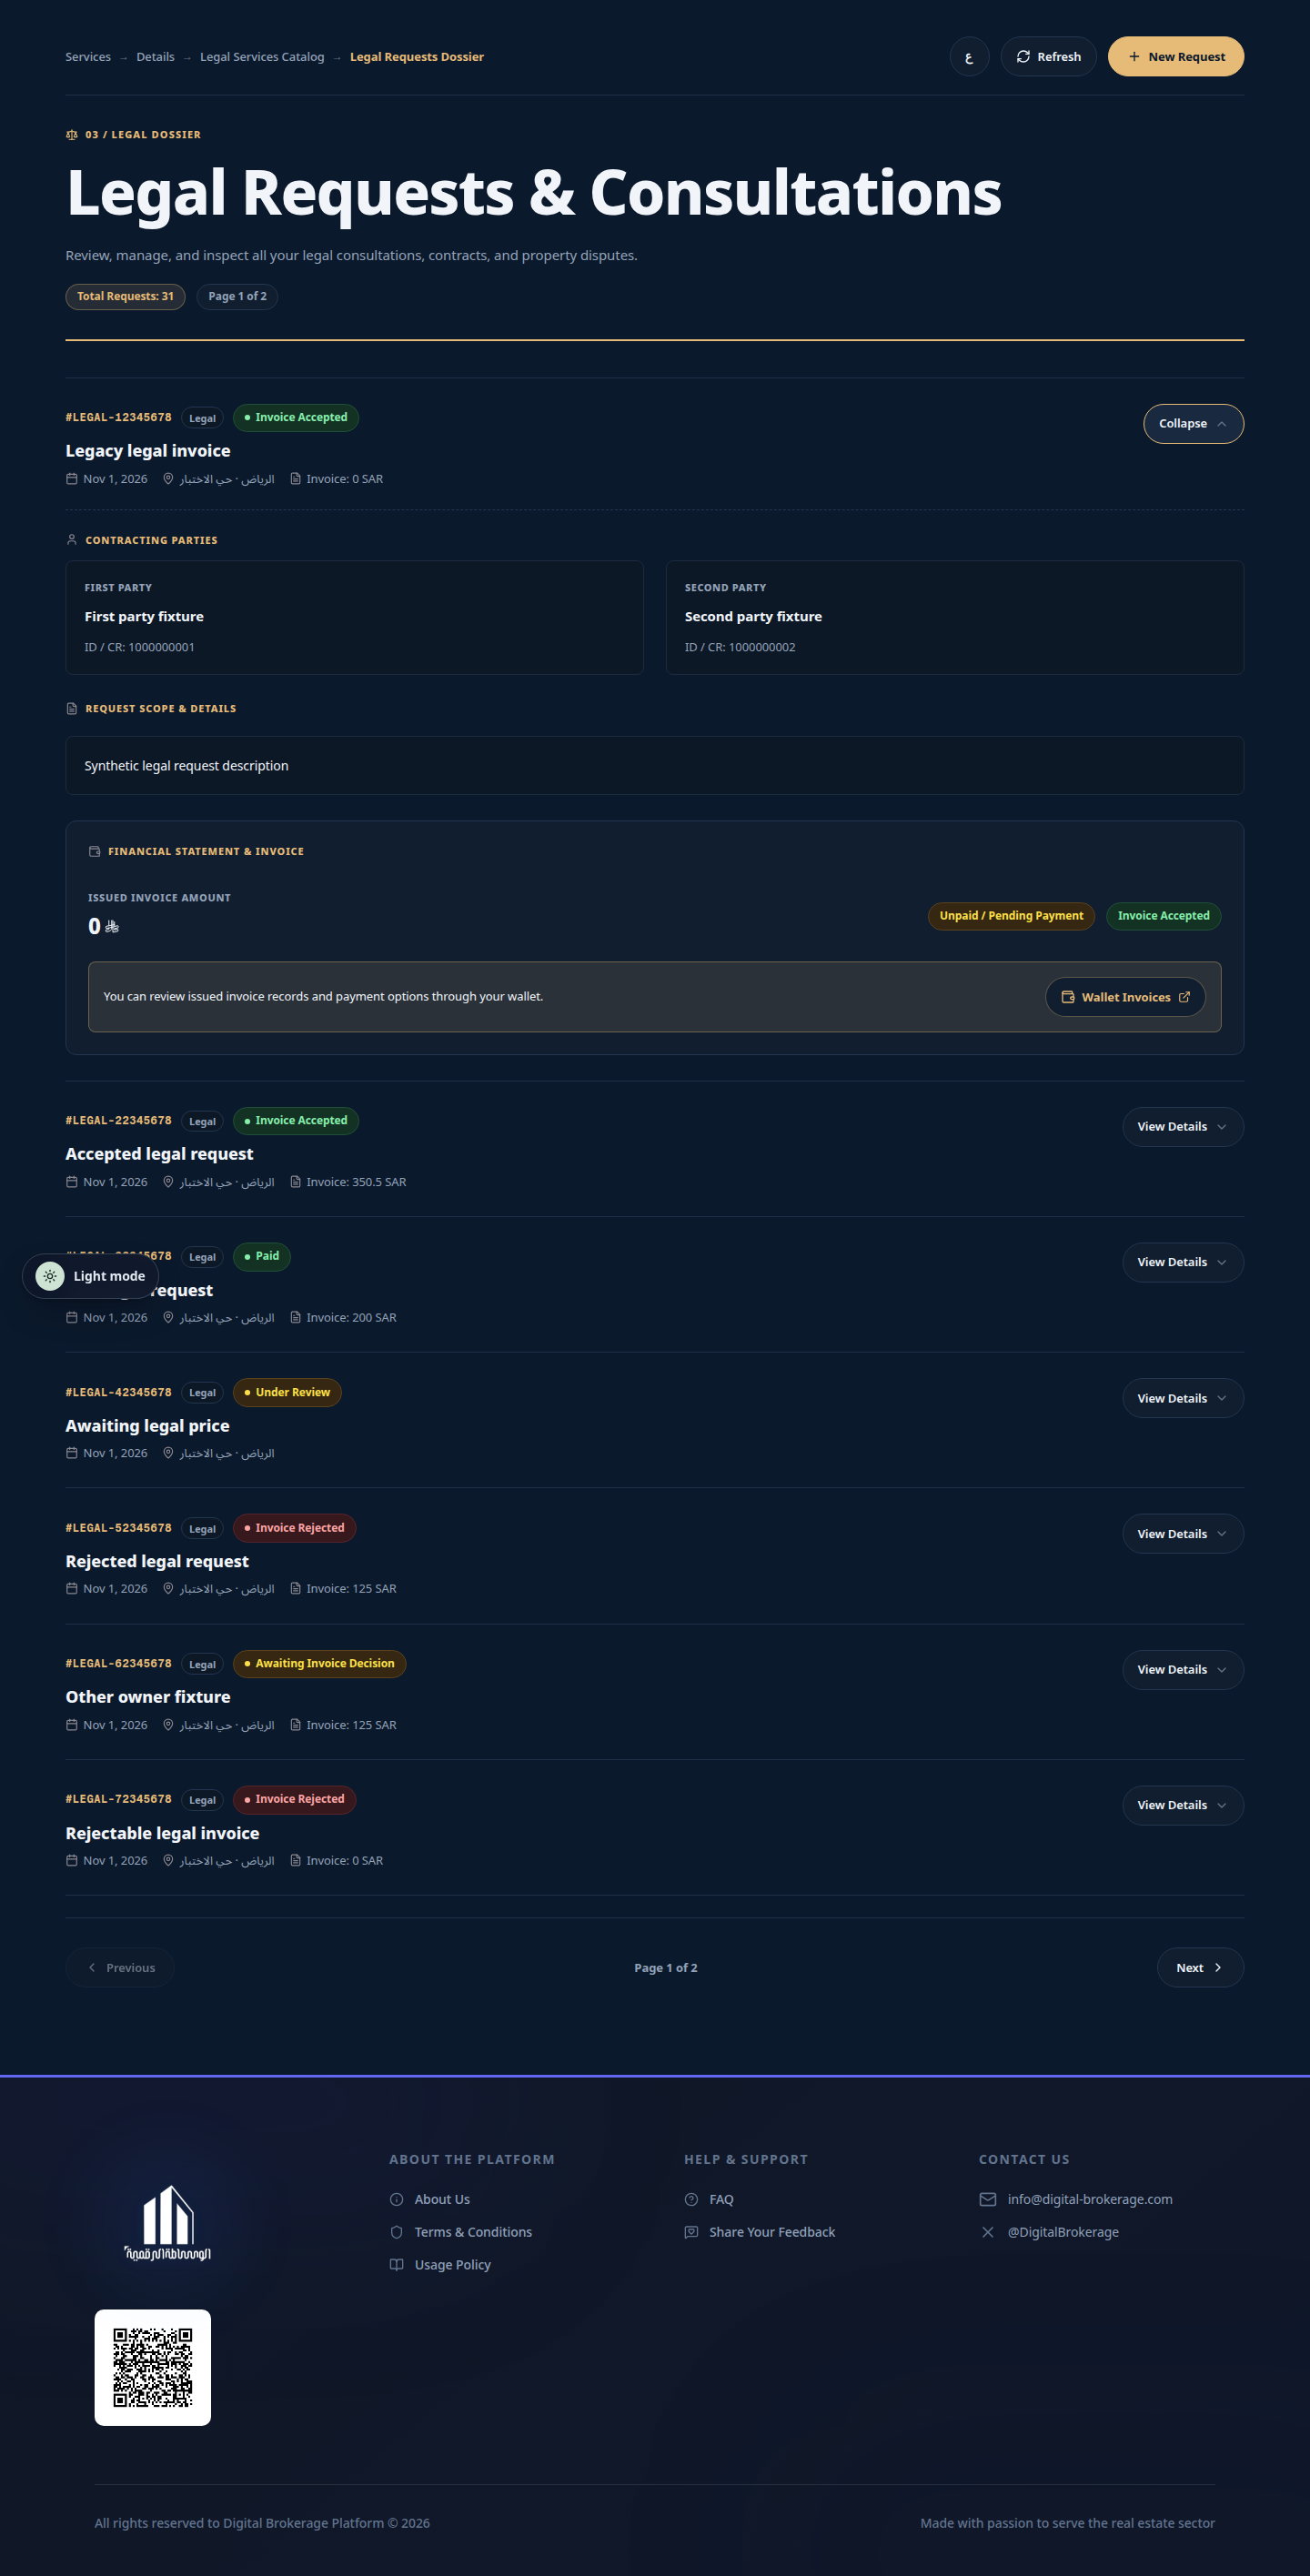 Services → Details → Legal Services Catalog → Legal Requests Dossier
ع
Refresh
New Request
03 / LEGAL DOSSIER
Legal Requests & Consultations
Review, manage, and inspect all your legal consultations, contracts, and property disputes.
Total Requests: 31
Page 1 of 2
#LEGAL-12345678 Legal Invoice Accepted
Collapse
Legacy legal invoice
Nov 1, 2026 الرياض · حي الاختبار Invoice: 0 SAR
CONTRACTING PARTIES
FIRST PARTY
First party fixture
ID / CR: 1000000001
SECOND PARTY
Second party fixture
ID / CR: 1000000002
REQUEST SCOPE & DETAILS
Synthetic legal request description
FINANCIAL STATEMENT & INVOICE
ISSUED INVOICE AMOUNT
0
Unpaid / Pending Payment
Invoice Accepted
You can review issued invoice records and payment options through your wallet.
Wallet Invoices
#LEGAL-22345678 Legal Invoice Accepted
View Details
Accepted legal request
Nov 1, 2026 الرياض · حي الاختبار Invoice: 350.5 SAR
5678 Legal Paid
View Details
Light mode
request
Nov 1, 2026 الرياض · حي الاختبار Invoice: 200 SAR
#LEGAL-42345678 Legal Under Review
View Details
Awaiting legal price
Nov 1, 2026 الرياض · حي الاختبار
#LEGAL-52345678 Legal Invoice Rejected
View Details
Rejected legal request
Nov 1, 2026 الرياض · حي الاختبار Invoice: 125 SAR
#LEGAL-62345678 Legal Awaiting Invoice Decision
View Details
Other owner fixture
Nov 1, 2026 الرياض · حي الاختبار Invoice: 125 SAR
#LEGAL-72345678 Legal Invoice Rejected
View Details
Rejectable legal invoice
Nov 1, 2026 الرياض · حي الاختبار Invoice: 0 SAR
Previous
Page 1 of 2
Next
الوساطة الرقمية
ABOUT THE PLATFORM
About Us
Terms & Conditions
Usage Policy
HELP & SUPPORT
FAQ
Share Your Feedback
CONTACT US
info@digital-brokerage.com
@DigitalBrokerage
All rights reserved to Digital Brokerage Platform © 2026
Made with passion to serve the real estate sector